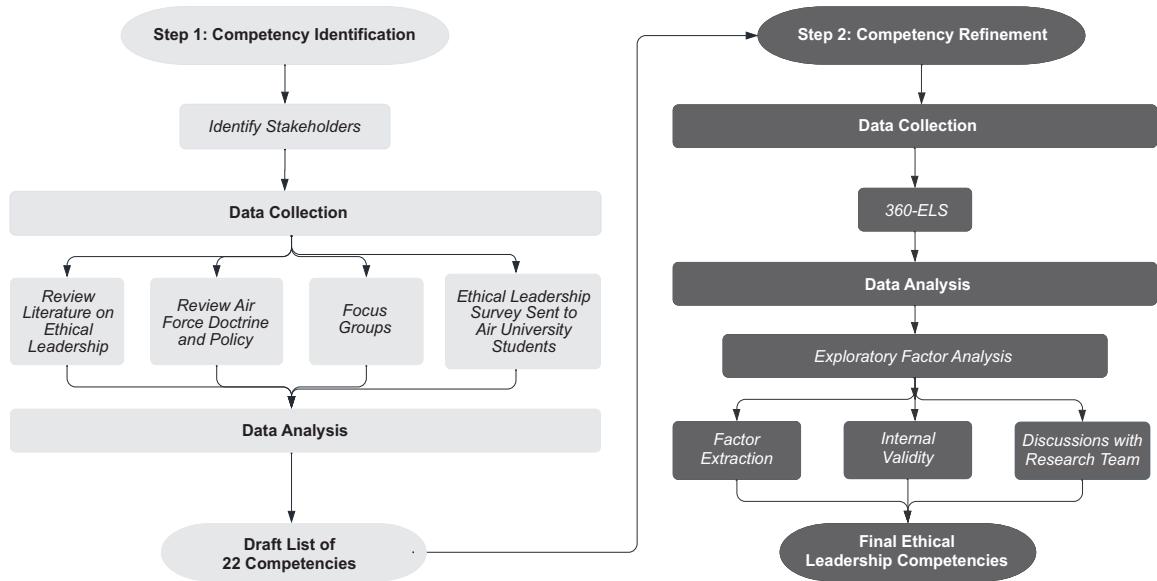 Step 1: Competency Identification
Identify Stakeholders
Data Collection
Review
Literature on
Ethical
Leadership
Review Air
Force Doctrine
and Policy
Focus
Groups
Ethical Leadership
Survey Sent to
Air University
Students
Data Analysis
Draft List of
22 Competencies
Step 2: Competency Refinement
Data Collection
360-ELS
Data Analysis
Exploratory Factor Analysis
Factor
Extraction
Internal
Validity
Discussions with
Research Team
Final Ethical
Leadership Competencies